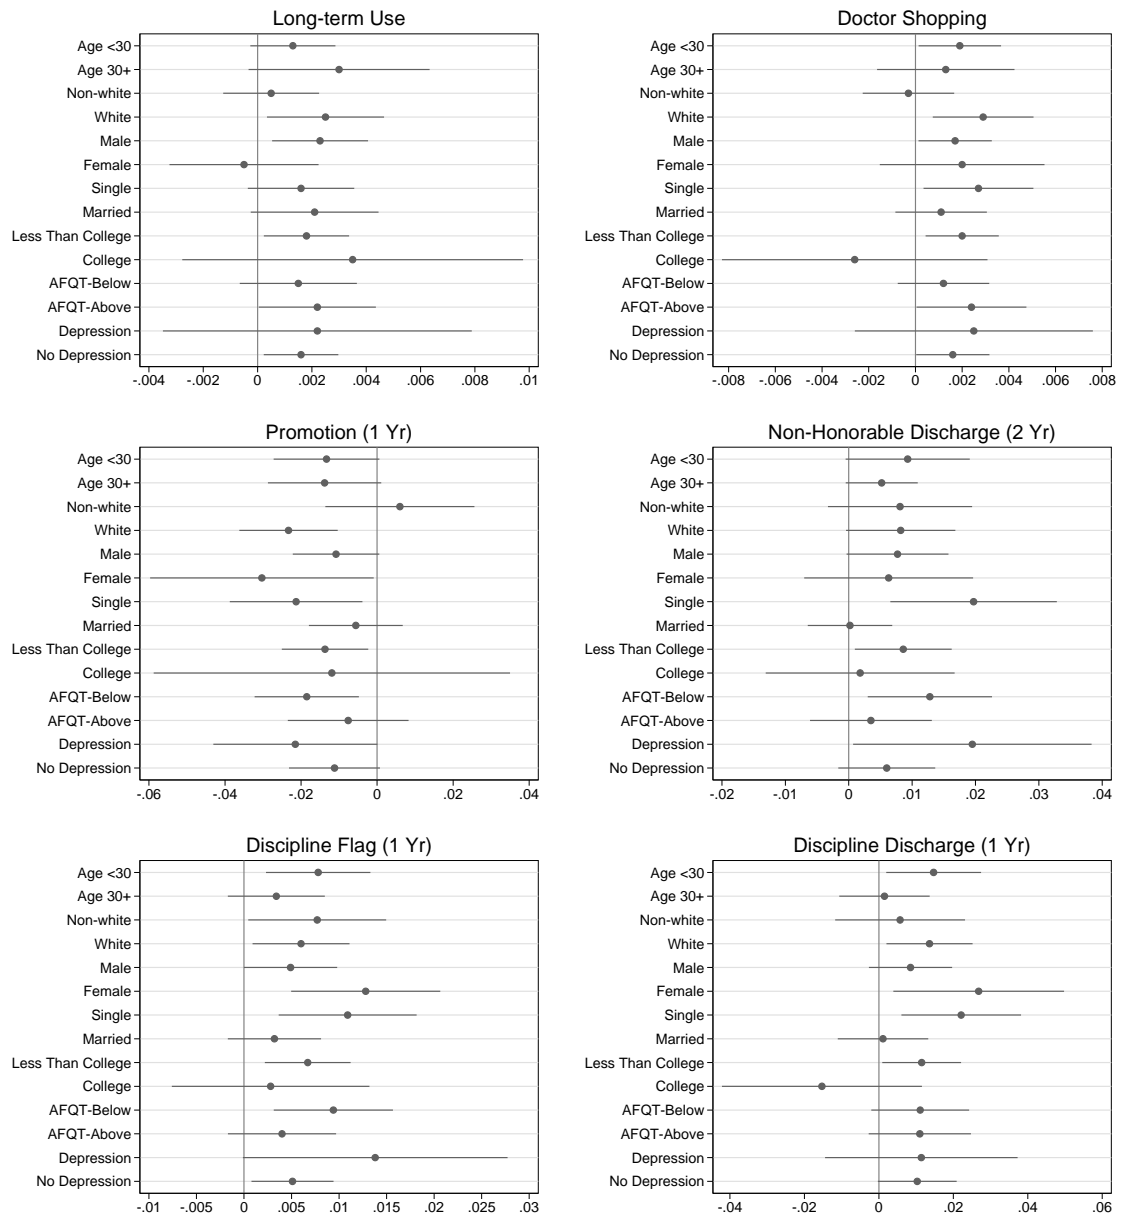 Long-term Use
Age <30
Age 30+
Non-white
White
Male
Female
Single
Married
Less Than College
College
AFQT-Below
AFQT-Above
Depression
No Depression
-.004 -.002 0 .002 .004 .006 .008 .01
Doctor Shopping
Age <30
Age 30+
Non-white
White
Male
Female
Single
Married
Less Than College
College
AFQT-Below
AFQT-Above
Depression
No Depression
-.008 -.006 -.004 -.002 0 .002 .004 .006 .008
Promotion (1 Yr)
Age <30
Age 30+
Non-white
White
Male
Female
Single
Married
Less Than College
College
AFQT-Below
AFQT-Above
Depression
No Depression
-.06 -.04 -.02 0 .02 .04
Non-Honorable Discharge (2 Yr)
Age <30
Age 30+
Non-white
White
Male
Female
Single
Married
Less Than College
College
AFQT-Below
AFQT-Above
Depression
No Depression
-.02 -.01 0 .01 .02 .03 .04
Discipline Flag (1 Yr)
Age <30
Age 30+
Non-white
White
Male
Female
Single
Married
Less Than College
College
AFQT-Below
AFQT-Above
Depression
No Depression
-.01 -.005 0 .005 .01 .015 .02 .025 .03
Discipline Discharge (1 Yr)
Age <30
Age 30+
Non-white
White
Male
Female
Single
Married
Less Than College
College
AFQT-Below
AFQT-Above
Depression
No Depression
-.04 -.02 0 .02 .04 .06